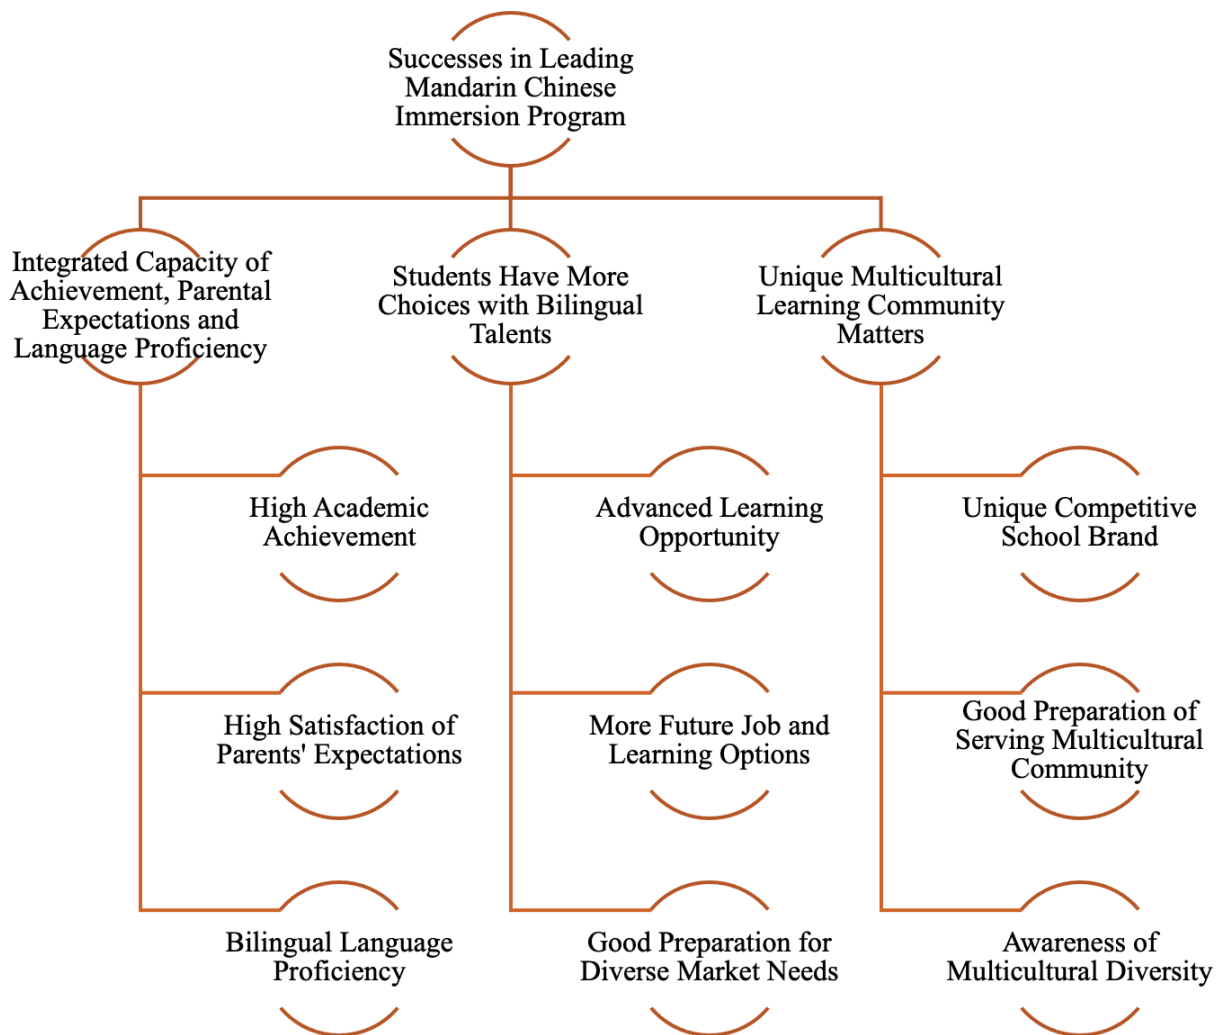 Successes in Leading
Mandarin Chinese
Immersion Program
Integrated Capacity of
Achievement, Parental
Expectations and
Language Proficiency
Students Have More
Choices with Bilingual
Talents
Unique Multicultural
Learning Community
Matters
High Academic
Achievement
Advanced Learning
Opportunity
Unique Competitive
School Brand
High Satisfaction of
Parents' Expectations
More Future Job and
Learning Options
Good Preparation of
Serving Multicultural
Community
Bilingual Language
Proficiency
Good Preparation for
Diverse Market Needs
Awareness of
Multicultural Diversity